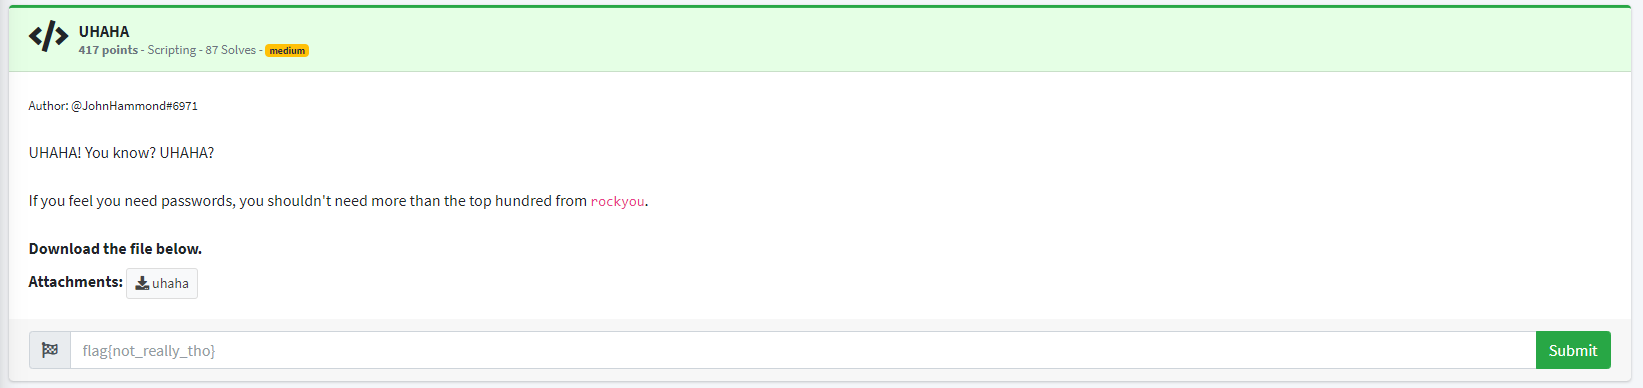 UHAHA
417 points - Scripting - 87 Solves - medium
Author: @JohnHammond#6971
UHAHA! You know? UHAHA?
If you feel you need passwords, you shouldn't need more than the top hundred from rockyou.
Download the file below.
Attachments: uhaha
flag{not_really_tho} Submit